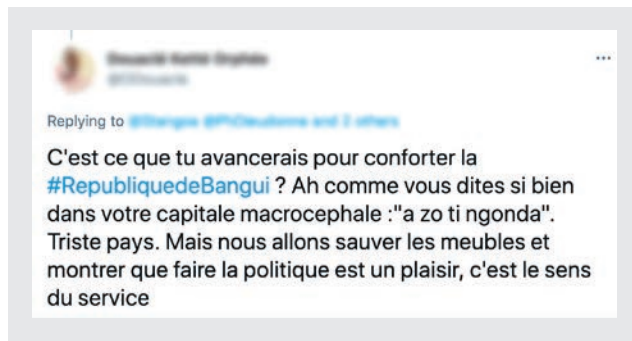 Replying to
C'est ce que tu avancerais pour conforter la
#RepubliquedeBangui ? Ah comme vous dites si bien
dans votre capitale macrocephale :"a zo ti ngonda".
Triste pays. Mais nous allons sauver les meubles et
montrer que faire la politique est un plaisir, c'est le sens
du service